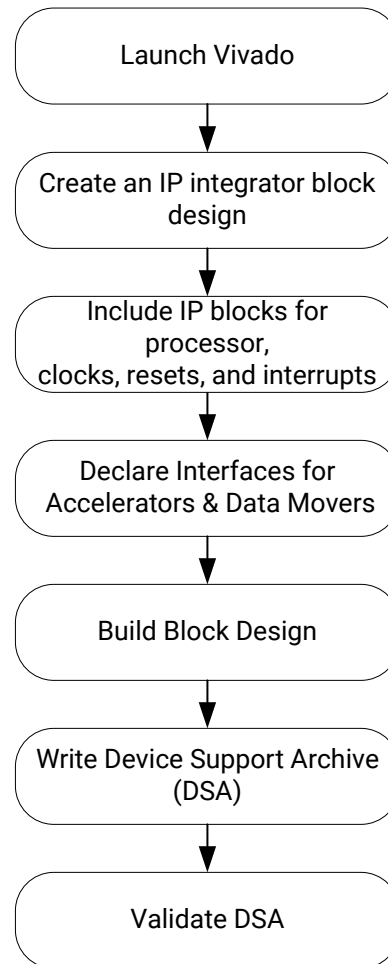 Launch Vivado
Create an IP integrator block
design
Include IP blocks for
processor,
clocks, resets, and interrupts
Declare Interfaces for
Accelerators & Data Movers
Build Block Design
Write Device Support Archive
(DSA)
Validate DSA